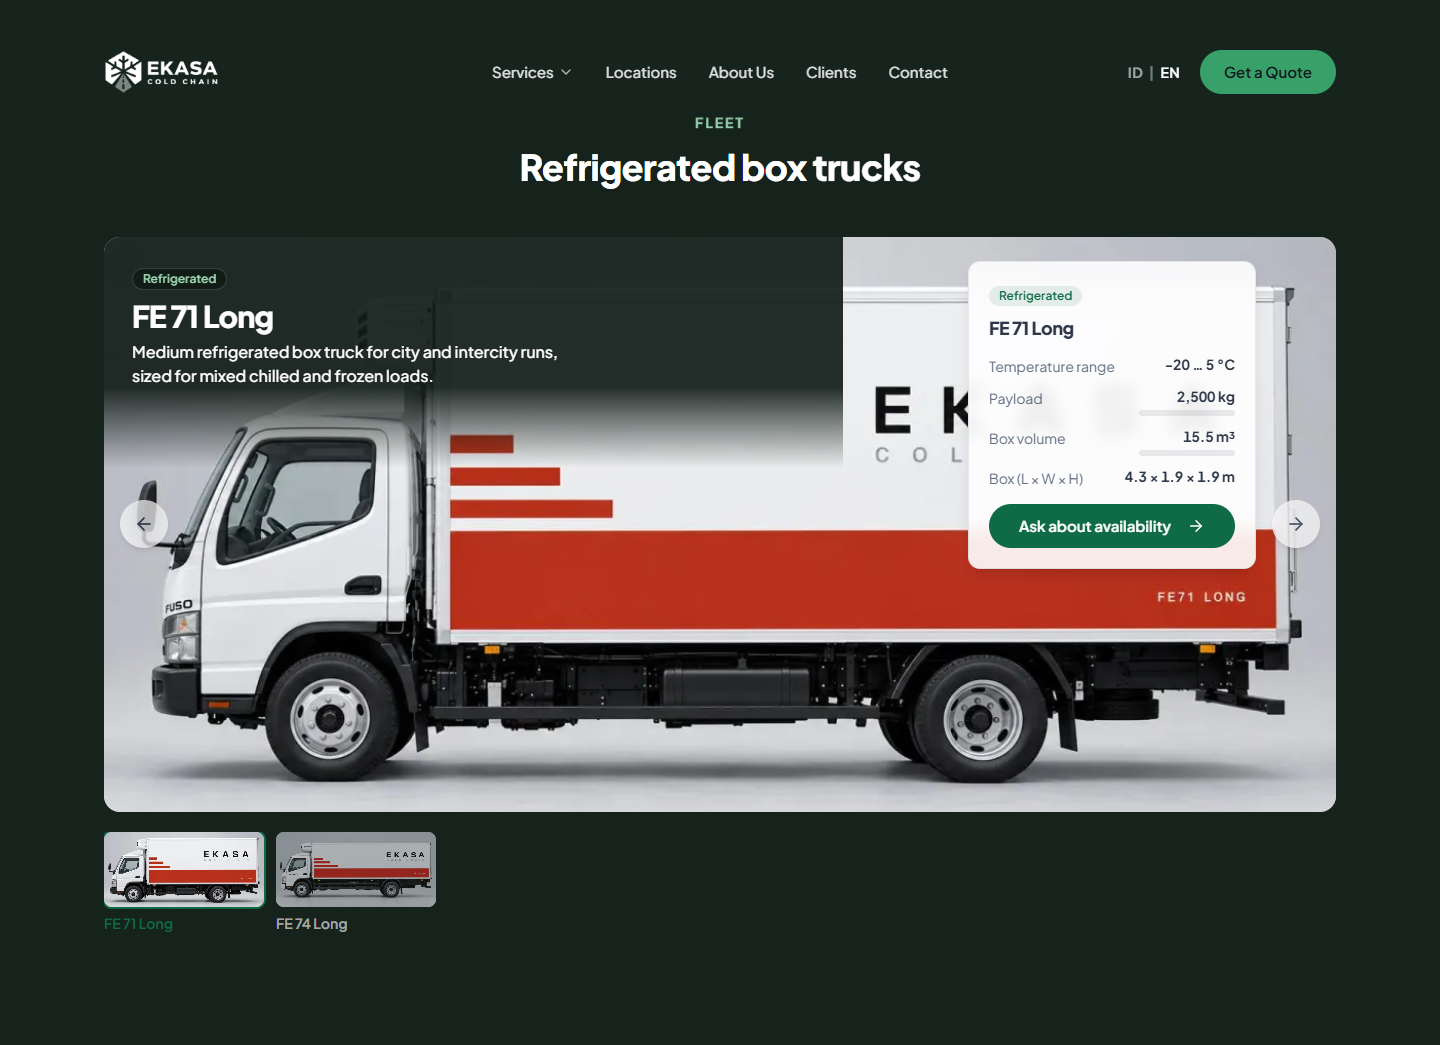 EKASA
COLD CHAIN
Services
Locations
About Us
Clients
Contact
ID | EN
Get a Quote
FLEET
Refrigerated box trucks
Refrigerated
FE 71 Long
Medium refrigerated box truck for city and intercity runs,
sized for mixed chilled and frozen loads.
Refrigerated
FE 71 Long
Temperature range
−20 … 5 °C
Payload
2,500 kg
Box volume
15.5 m³
Box (L × W × H)
4.3 × 1.9 × 1.9 m
Ask about availability
E K A S A
C O L
FE71 LONG
FUSO
EKASA
EKASA
FE 71 Long
FE 74 Long